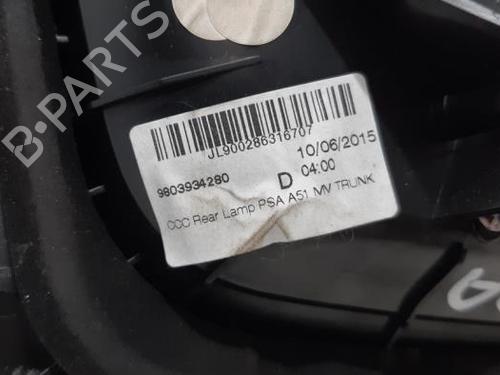 B-PARTS
JL900286316707
10/06/2015
9803934280
D 04:00
CCC Rear Lamp PSA A51 MV TRUNK